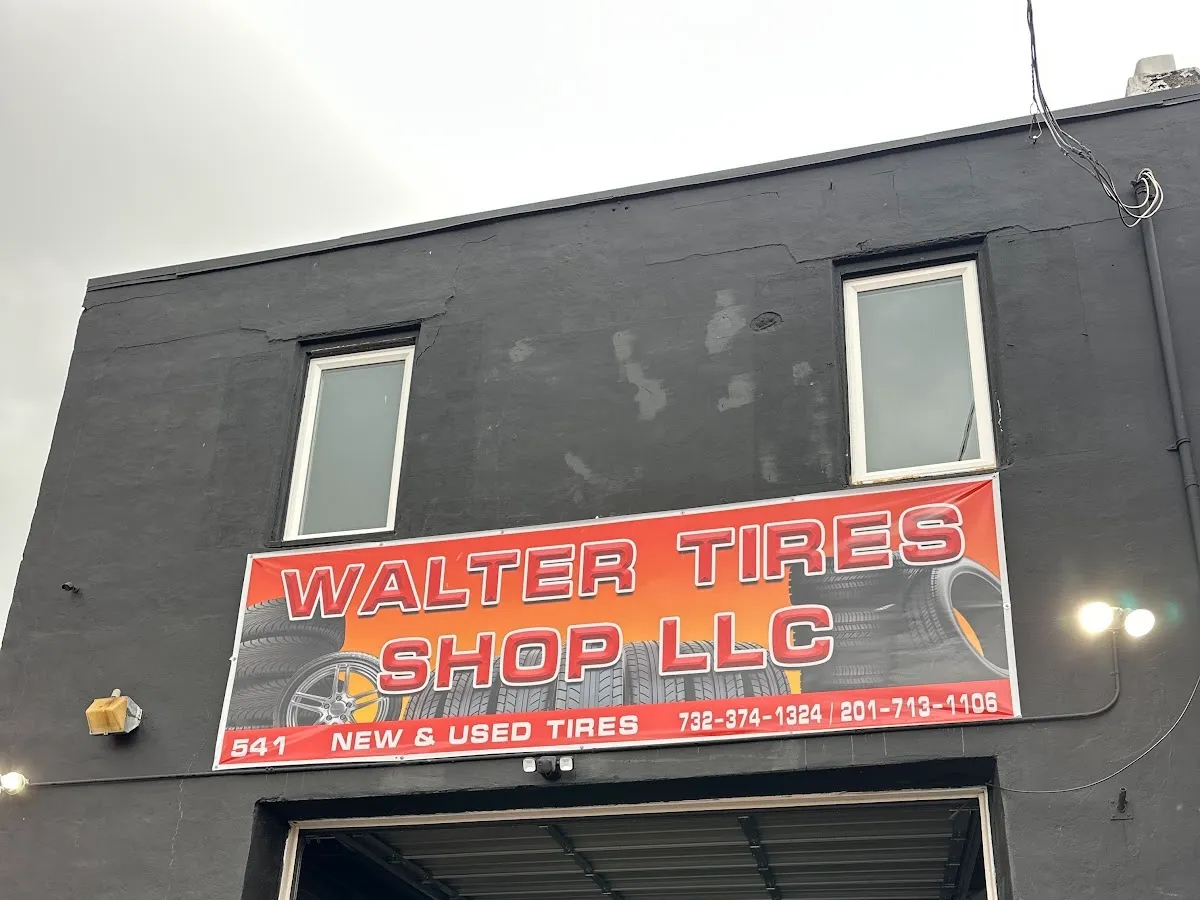 WALTER TIRES
SHOP LLC
541 NEW & USED TIRES 732-374-1324 / 201-713-1106